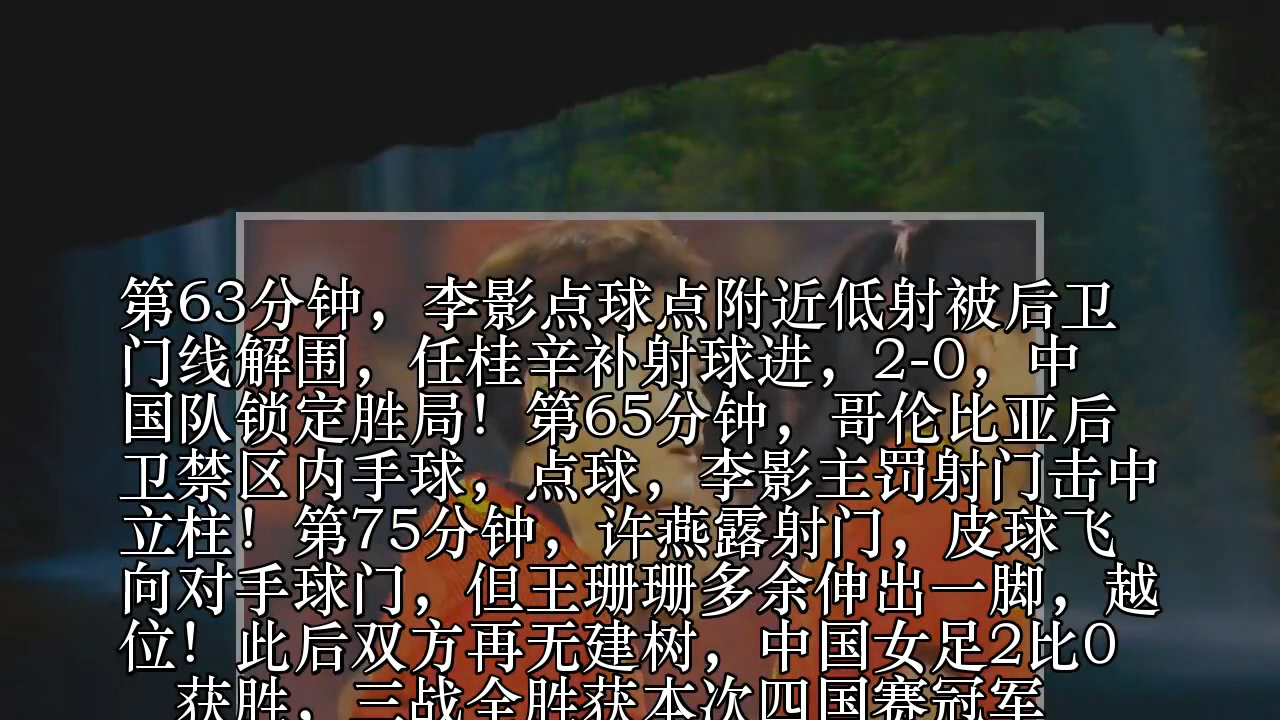 第63分钟，李影点球点附近低射被后卫
门线解围，任桂辛补射球进，2-0，中
国队锁定胜局！第65分钟，哥伦比亚后
卫禁区内手球，点球，李影主罚射门击中
立柱！第75分钟，许燕露射门，皮球飞
向对手球门，但王珊珊多余伸出一脚，越
位！此后双方再无建树，中国女足2比0
获胜，三战全胜获本次四国赛冠军